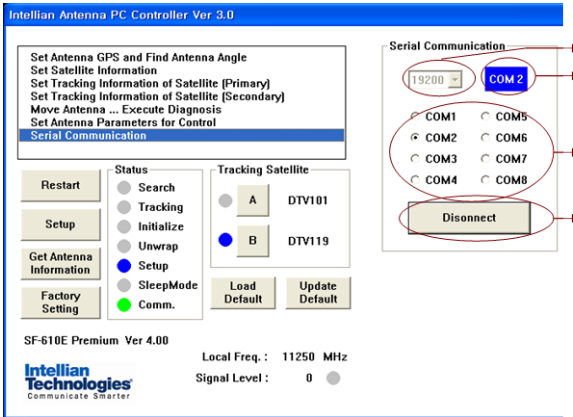 Intellian Antenna PC Controller Ver 3.0
Set Antenna GPS and Find Antenna Angle
Set Satellite Information
Set Tracking Information of Satellite (Primary)
Set Tracking Information of Satellite (Secondary)
Move Antenna ... Execute Diagnosis
Set Antenna Parameters for Control
Serial Communication
Restart
Setup
Get Antenna
Information
Factory
Setting
Status
Search
Tracking
Initialize
Unwrap
Setup
SleepMode
Comm.
Tracking Satellite
A DTV101
B DTV119
Load
Default
Update
Default
SF-610E Premium Ver 4.00
Local Freq. : 11250 MHz
Signal Level : 0
Intellian
Technologies
Communicate Smarter
Serial Communication
19200 COM 2
COM1 COM5
COM2 COM6
COM3 COM7
COM4 COM8
Disonnect